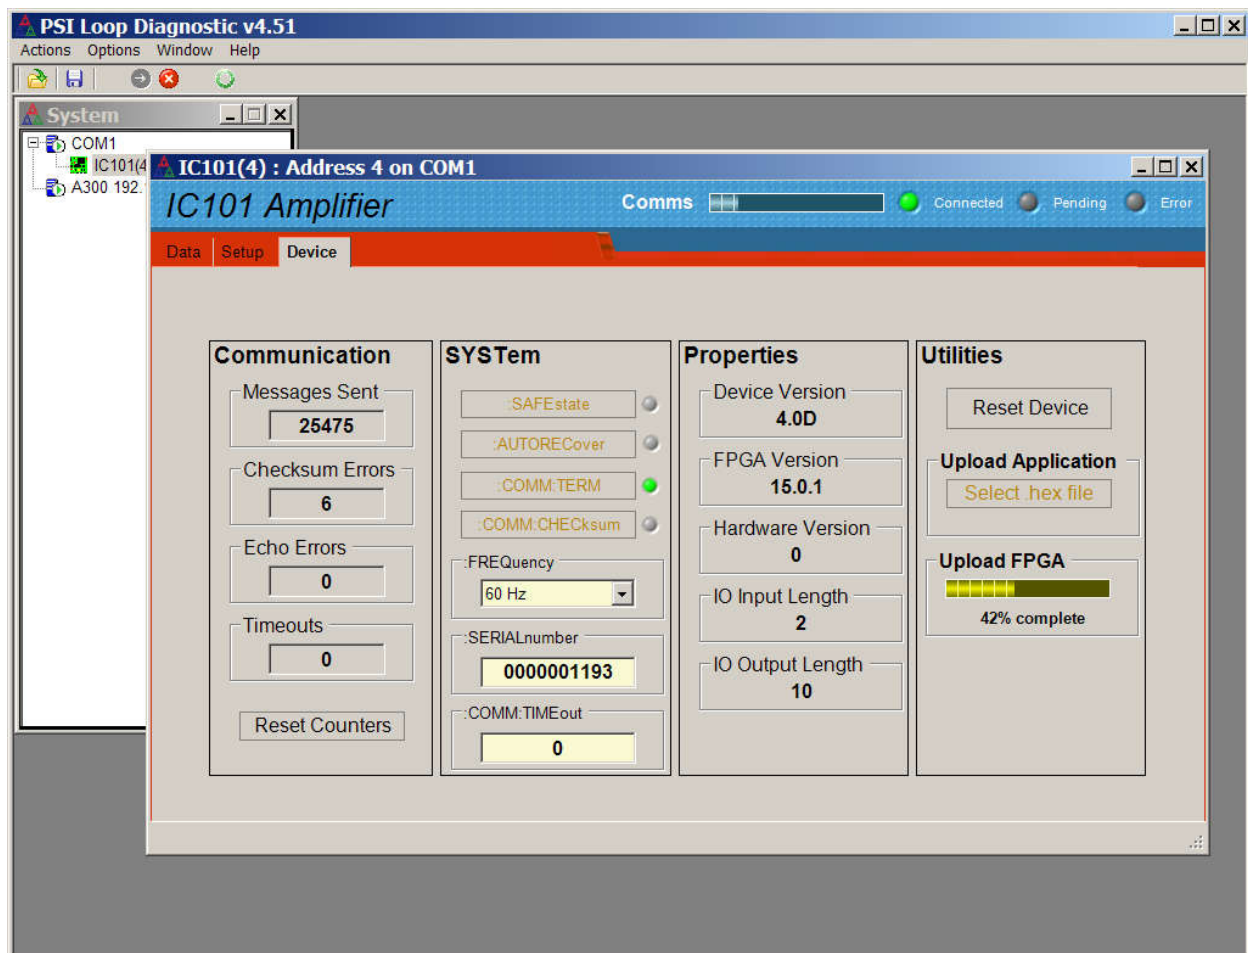 PSI Loop Diagnostic v4.51
Actions Options Window Help
System
COM1
IC101(4
A300 192.
IC101(4) : Address 4 on COM1
IC101 Amplifier
Comms
Connected
Pending
Error
Data
Setup
Device
Communication
Messages Sent
25475
Checksum Errors
6
Echo Errors
0
Timeouts
0
Reset Counters
SYSTem
:SAFEstate
:AUTORECover
:COMM:TERM
:COMM:CHECksum
:FREQuency
60 Hz
:SERIALnumber
0000001193
:COMM:TIMEout
0
Properties
Device Version
4.0D
FPGA Version
15.0.1
Hardware Version
0
IO Input Length
2
IO Output Length
10
Utilities
Reset Device
Upload Application
Select .hex file
Upload FPGA
42% complete